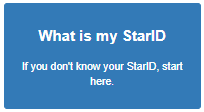 What is my StarID
If you don't know your StarID, start
here.